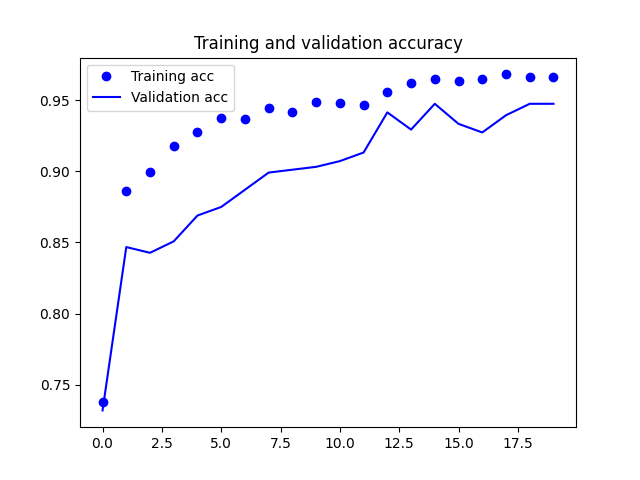 Training and validation accuracy
Training acc
Validation acc
0.95
0.90
0.85
0.80
0.75
0.0 2.5 5.0 7.5 10.0 12.5 15.0 17.5